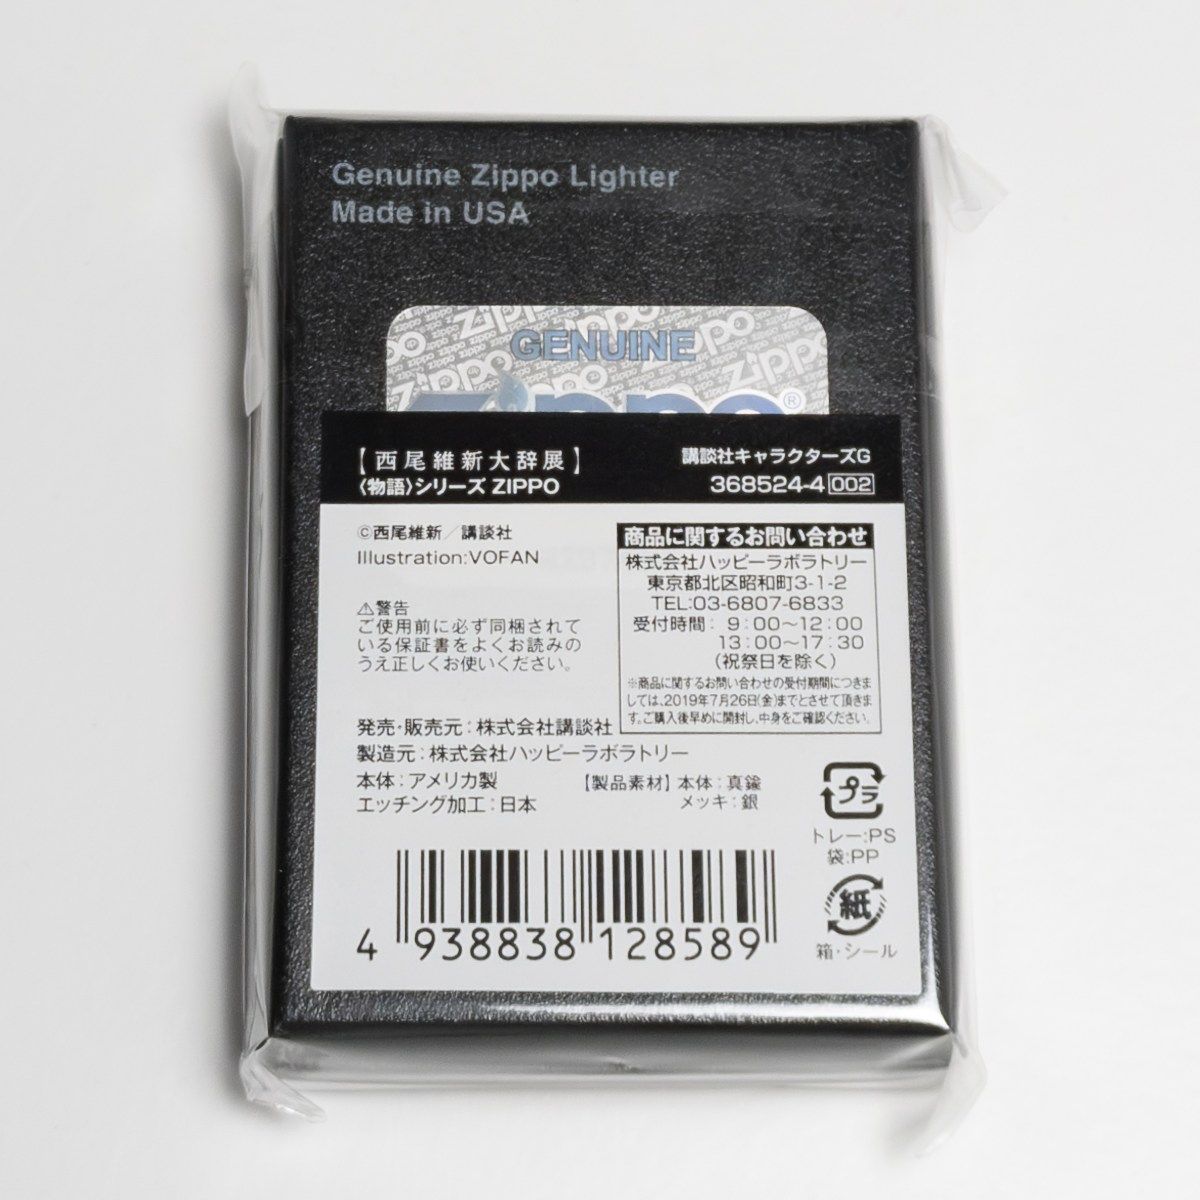 Genuine Zippo Lighter
Made in USA
GENUINE
Zippo®
【西尾維新大辞展】
〈物語〉シリーズ ZIPPO
講談社キャラクターズG
368524-4 002
©西尾維新／講談社
Illustration:VOFAN
⚠警告
ご使用前に必ず同梱されて
いる保証書をよくお読みの
うえ正しくお使いください。
商品に関するお問い合わせ
株式会社ハッピーラボラトリー
東京都北区昭和町3-1-2
TEL:03-6807-6833
受付時間： 9：00～12：00
13：00～17：30
（祝祭日を除く）
※商品に関するお問い合わせの受付期間につきま
しては、2019年7月26日(金)までとさせて頂きま
す。ご購入後早めに開封し、中身をご確認ください。
発売・販売元：株式会社講談社
製造元：株式会社ハッピーラボラトリー
本体：アメリカ製
エッチング加工：日本
【製品素材】本体：真鍮
メッキ：銀
プラ
トレー:PS
袋:PP
紙
箱・シール
4 938838 128589